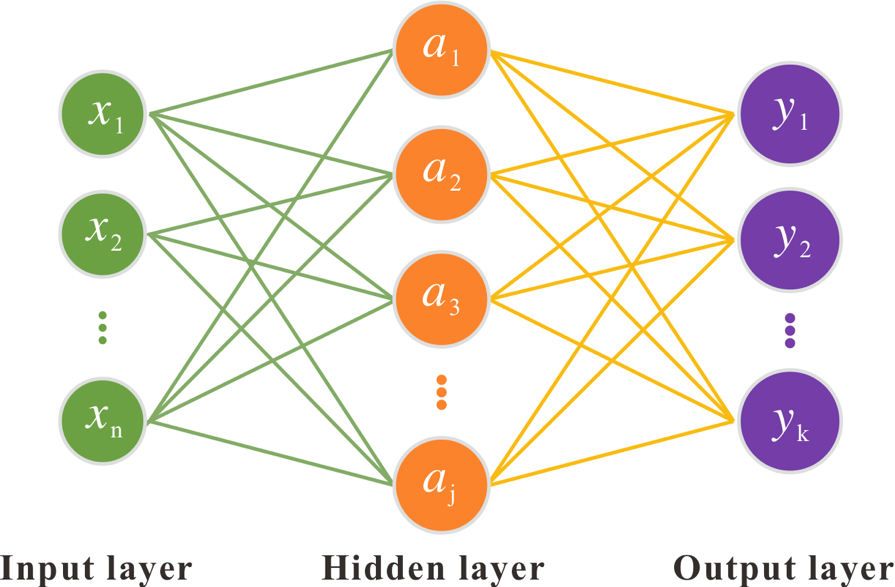 x1
x2
xn
a1
a2
a3
aj
y1
y2
yk
Input layer
Hidden layer
Output layer